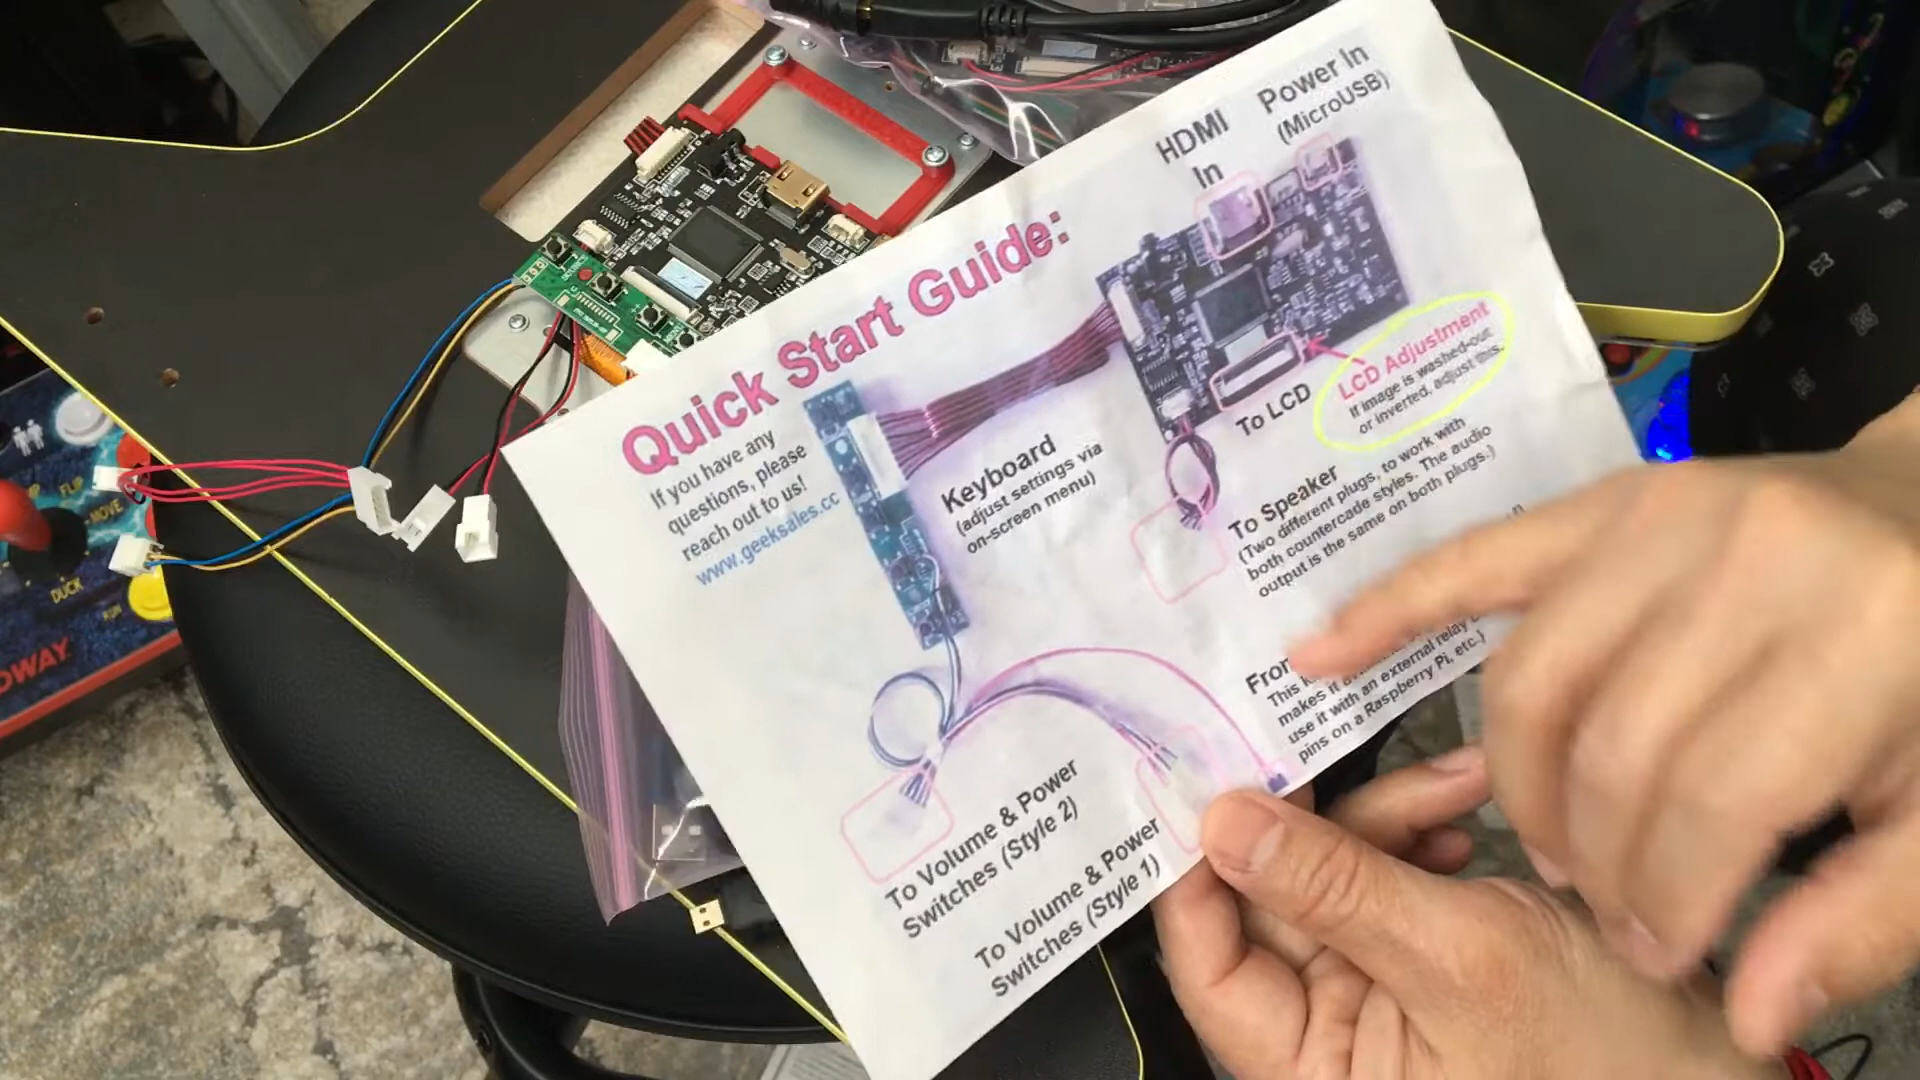 Quick Start Guide:
If you have any
questions, please
reach out to us!
www.geeksales.cc
HDMI
In
Power In
(MicroUSB)
LCD Adjustment
If image is washed-out
or inverted, adjust this.
To LCD
Keyboard
(adjust settings via
on-screen menu)
To Speaker
(Two different plugs, to work with
both countercade styles. The audio
output is the same on both plugs.)
This
makes it
use it with an external relay
pins on a Raspberry Pi, etc.)
To Volume & Power
Switches (Style 2)
To Volume & Power
Switches (Style 1)
FLIP
MOVE
DUCK
RUN